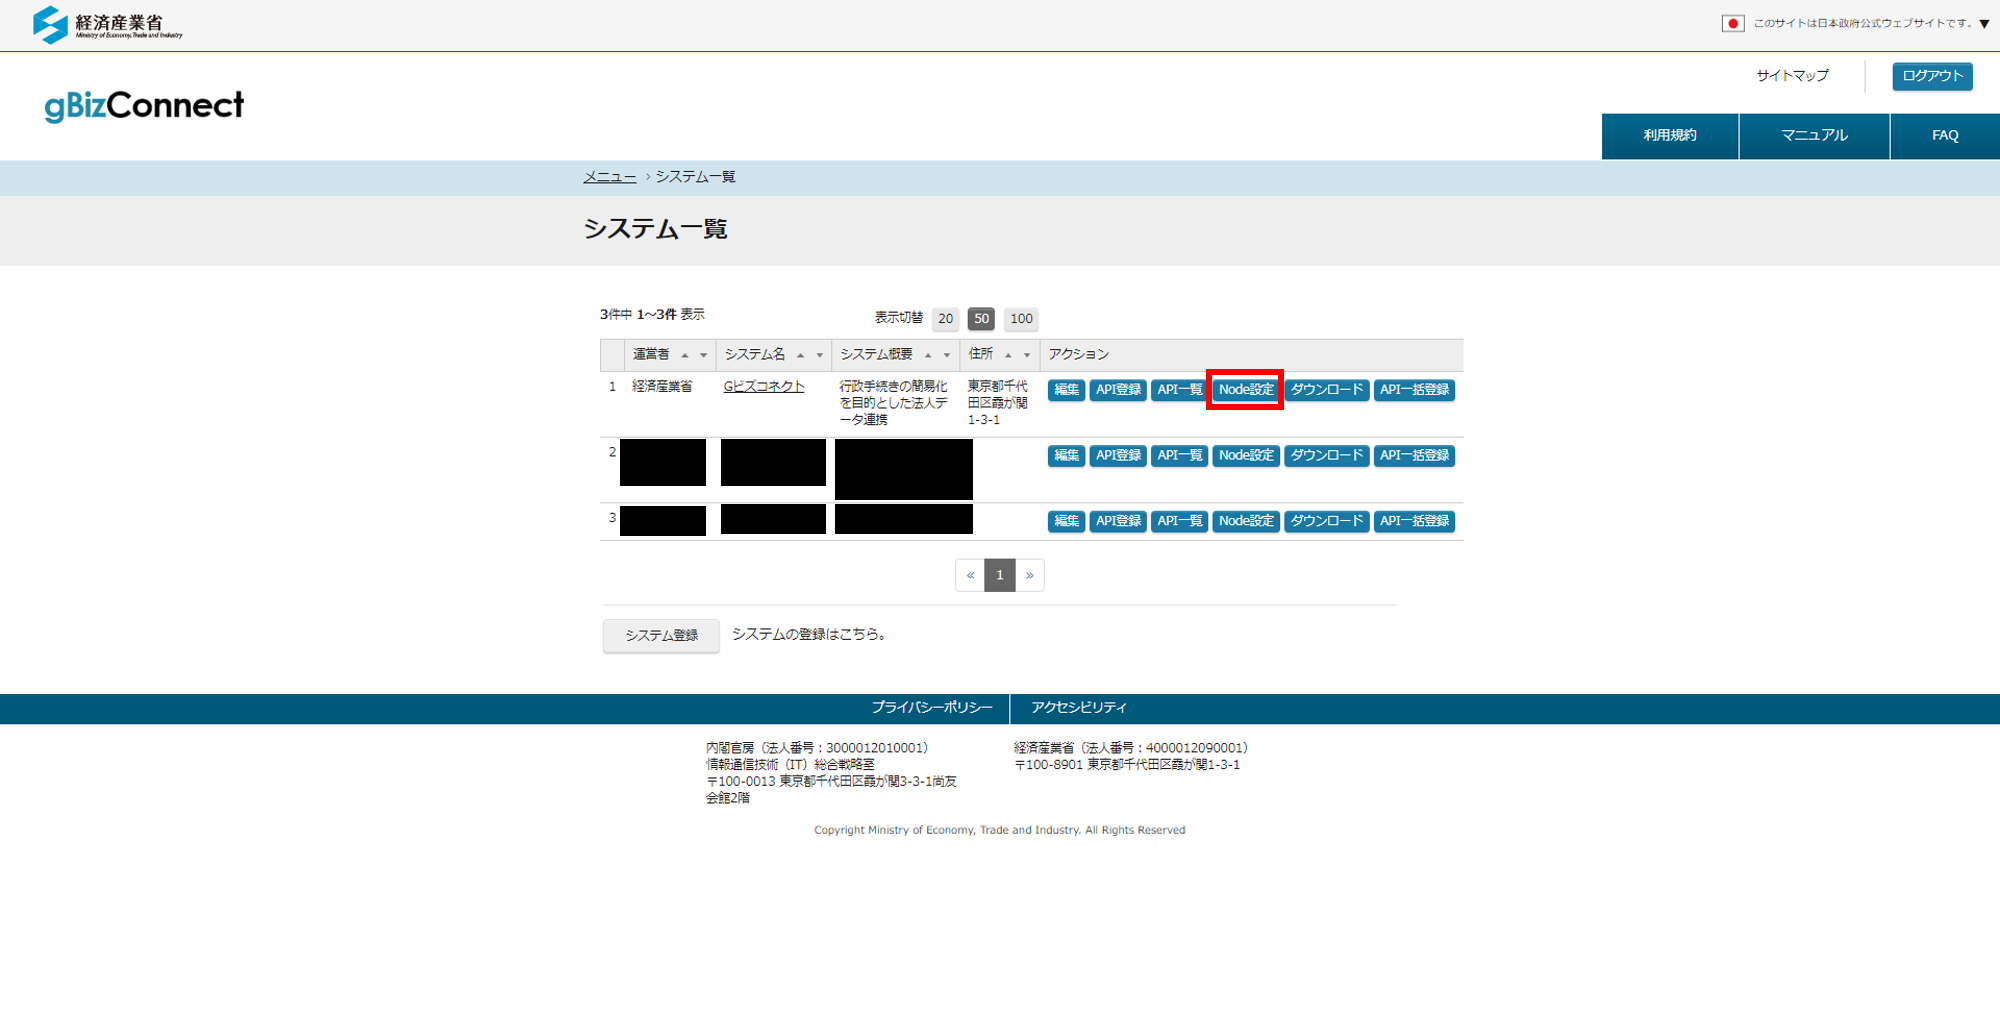 経済産業省
Ministry of Economy, Trade and Industry
このサイトは日本政府公式ウェブサイトです。▼
サイトマップ
ログアウト
gBizConnect
利用規約 マニュアル FAQ
メニュー › システム一覧
システム一覧
3件中 1～3件 表示 表示切替 20 50 100
運営者 ▲ ▼ システム名 ▲ ▼ システム概要 ▲ ▼ 住所 ▲ ▼ アクション
1 経済産業省 Gビズコネクト 行政手続きの簡易化 東京都千代 編集 API登録 API一覧 Node設定 ダウンロード API一括登録
を目的とした法人デ 田区霞が関
ータ連携 1-3-1
2 編集 API登録 API一覧 Node設定 ダウンロード API一括登録
3 編集 API登録 API一覧 Node設定 ダウンロード API一括登録
« 1 »
システム登録 システムの登録はこちら。
プライバシーポリシー アクセシビリティ
内閣官房（法人番号：3000012010001） 経済産業省（法人番号：4000012090001）
情報通信技術（IT）総合戦略室 〒100-8901 東京都千代田区霞が関1-3-1
〒100-0013 東京都千代田区霞が関3-3-1尚友
会館2階
Copyright Ministry of Economy, Trade and Industry. All Rights Reserved